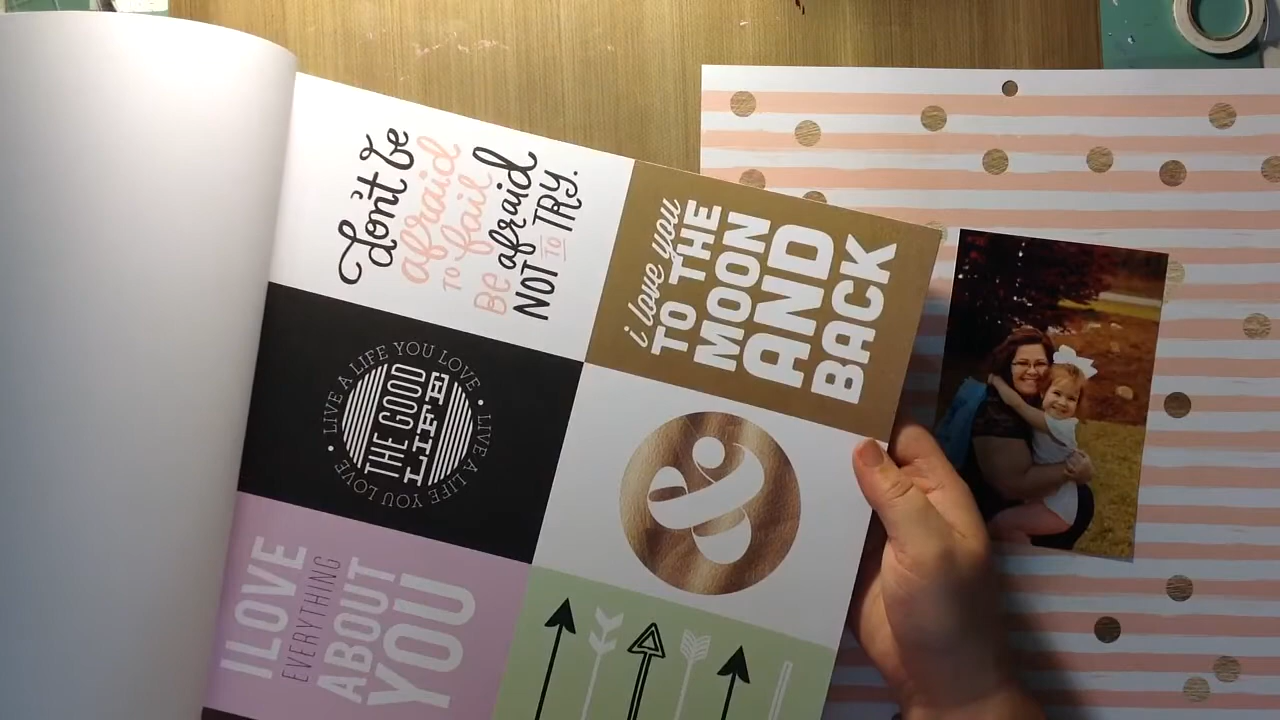 don't be
afraid
TO fail
BE afraid
NOT TO TRY.
i love you
TO THE
MOON
AND
BACK
• LIVE A LIFE YOU LOVE • LIVE A LIFE YOU LOVE
THE GOOD
LIFE
&
I LOVE
EVERYTHING
ABOUT
YOU